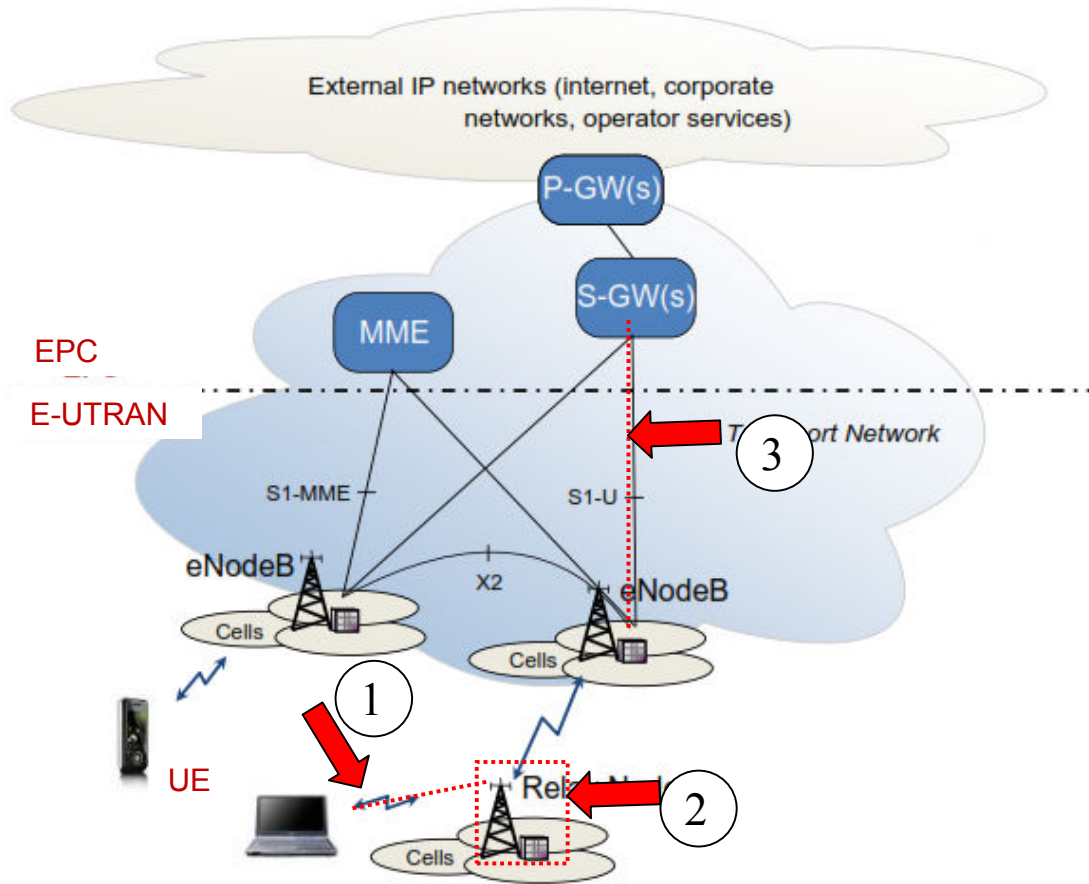 External IP networks (internet, corporate
networks, operator services)
P-GW(s)
S-GW(s)
MME
EPC
E-UTRAN
Network
3
S1-MME
S1-U
eNodeB
X2
eNodeB
Cells
Cells
1
UE
2
Cells